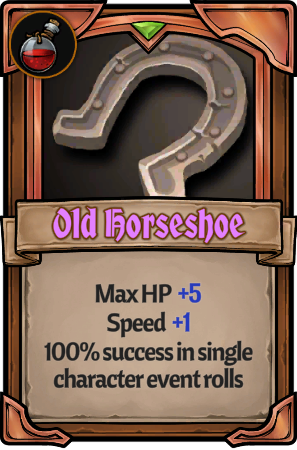 Old Horseshoe
Max HP +5
Speed +1
100% success in single
character event rolls